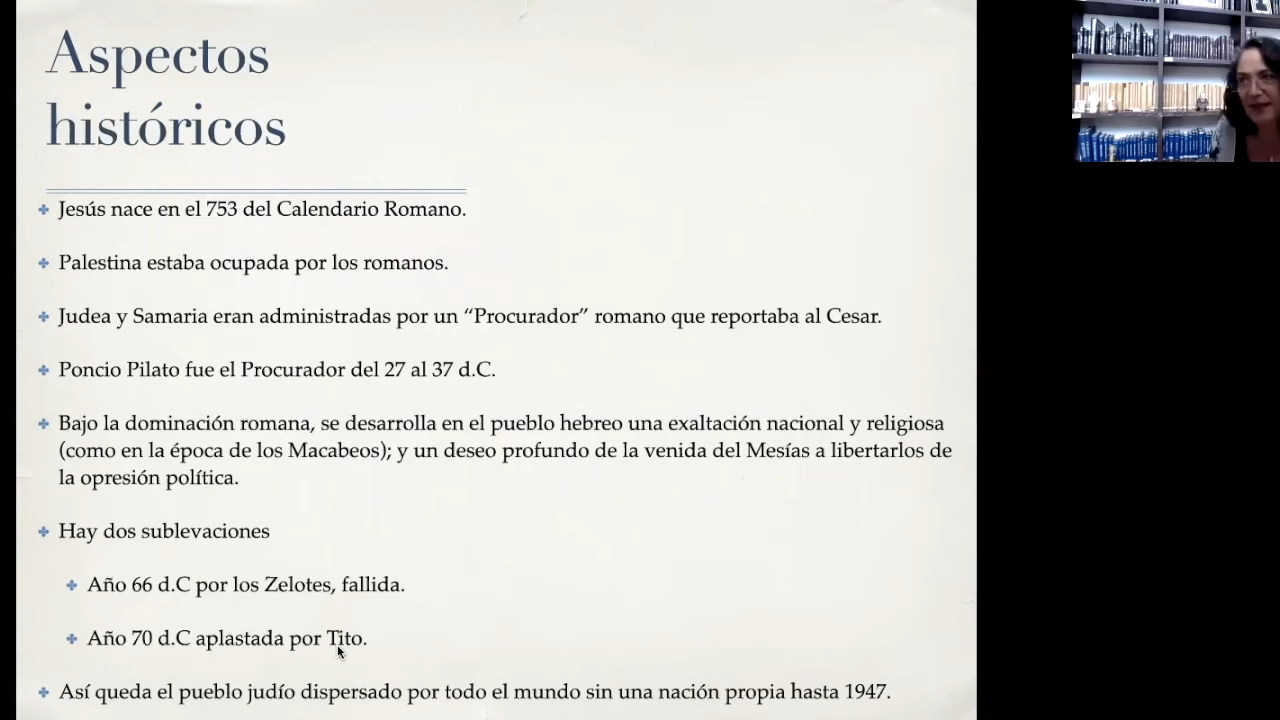 Aspectos
históricos
Jesús nace en el 753 del Calendario Romano.
Palestina estaba ocupada por los romanos.
Judea y Samaria eran administradas por un “Procurador” romano que reportaba al Cesar.
Poncio Pilato fue el Procurador del 27 al 37 d.C.
Bajo la dominación romana, se desarrolla en el pueblo hebreo una exaltación nacional y religiosa
(como en la época de los Macabeos); y un deseo profundo de la venida del Mesías a libertarlos de
la opresión política.
Hay dos sublevaciones
Año 66 d.C por los Zelotes, fallida.
Año 70 d.C aplastada por Tito.
Así queda el pueblo judío dispersado por todo el mundo sin una nación propia hasta 1947.